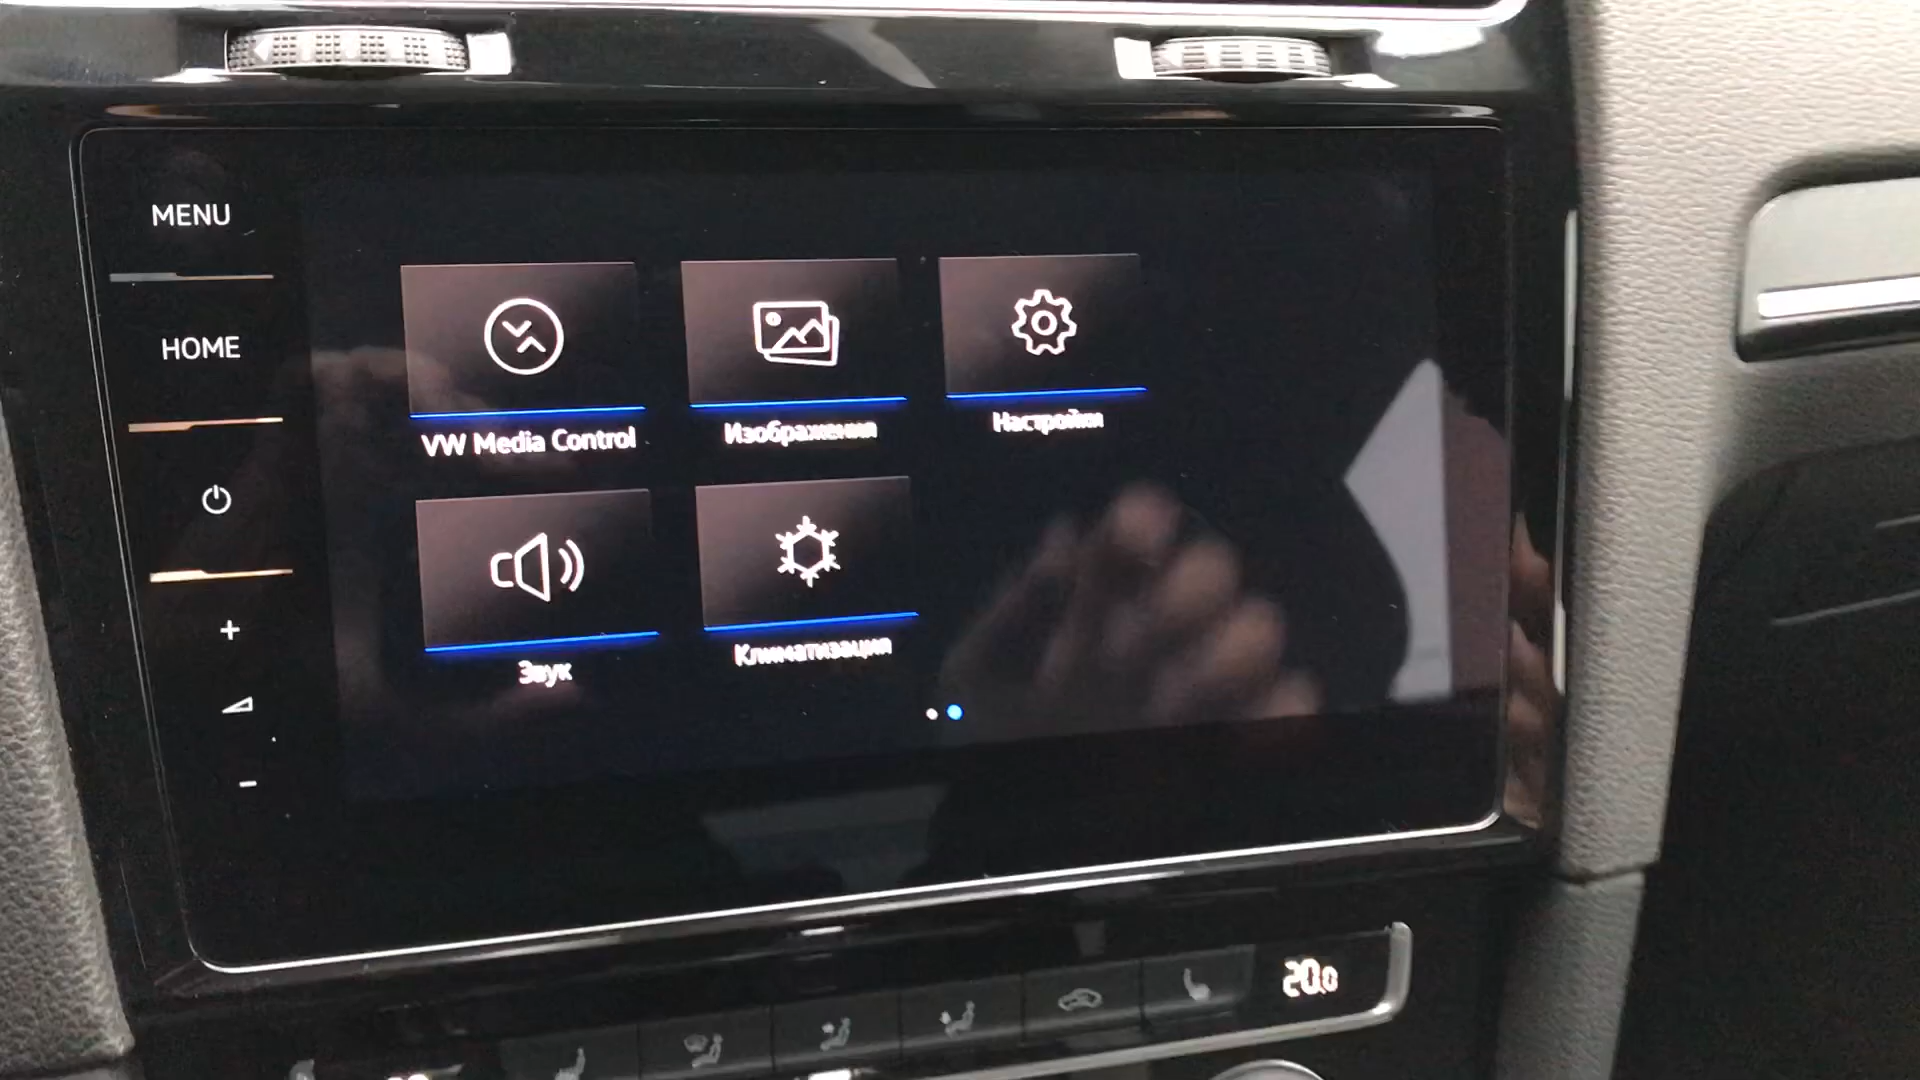 MENU
HOME
VW Media Control
Изображения
Настройки
Звук
Климатизация
20.0